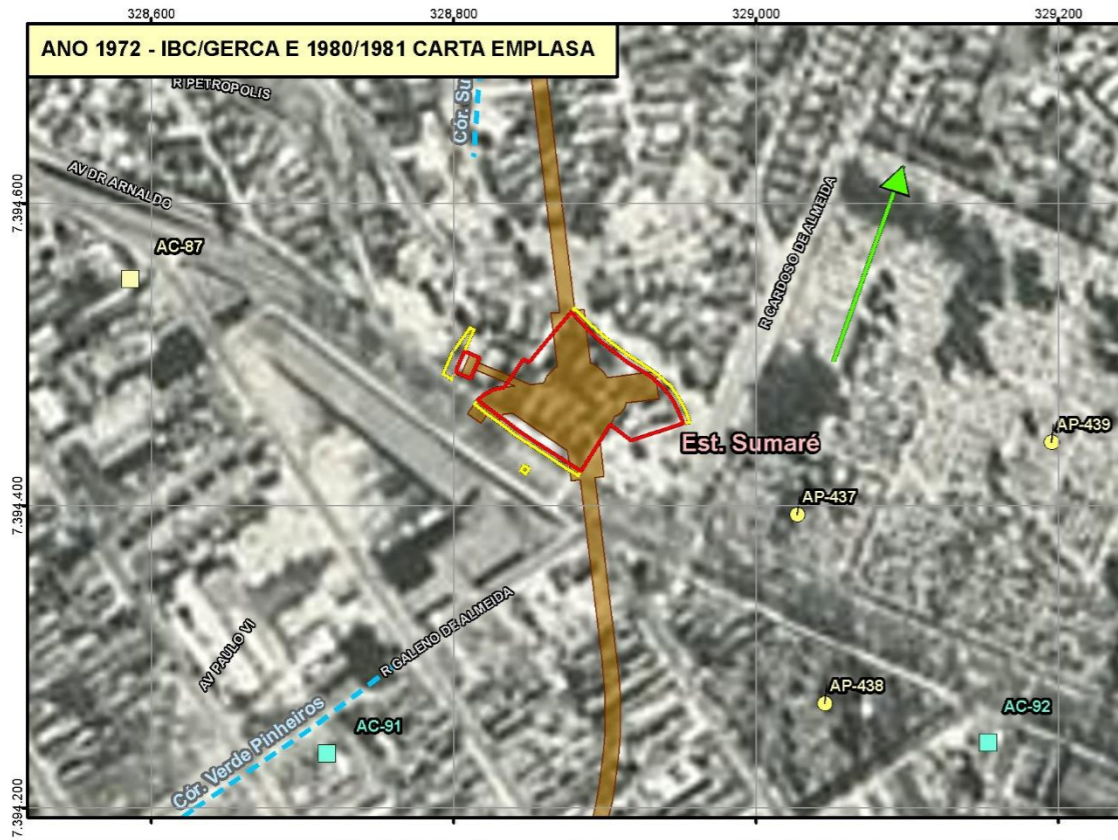 328,600
328,800
329,000
329,200
ANO 1972 - IBC/GERCA E 1980/1981 CARTA EMPLASA
R PETROPOLIS
Cór. Su
AV DR ARNALDO
7.394.600
AC-87
R CARDOSO DE ALMEIDA
Est. Sumaré
AP-439
7.394.400
AP-437
R GALENO DE ALMEIDA
AV PAULO VI
AP-438
AC-92
AC-91
Cór. Verde Pinheiros
7.394.200